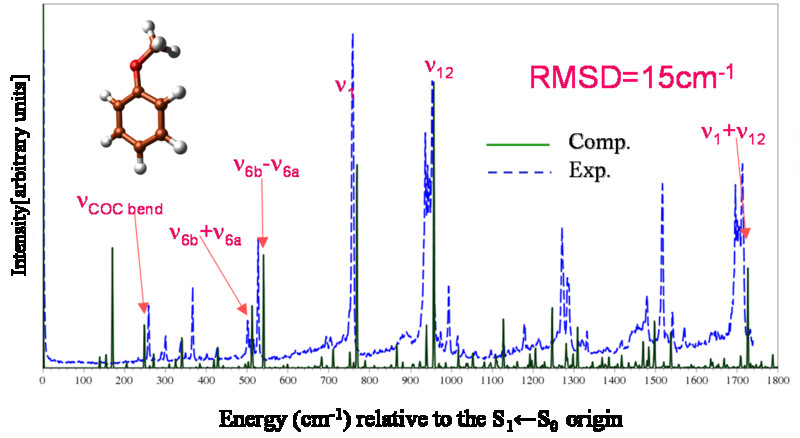 RMSD=15cm-1
ν1
ν12
Comp.
Exp.
ν1+ν12
ν6b-ν6a
νCOC bend
ν6b+ν6a
Intensity[arbitrary units]
0 100 200 300 400 500 600 700 800 900 1000 1100 1200 1300 1400 1500 1600 1700 1800
Energy (cm-1) relative to the S1←S0 origin